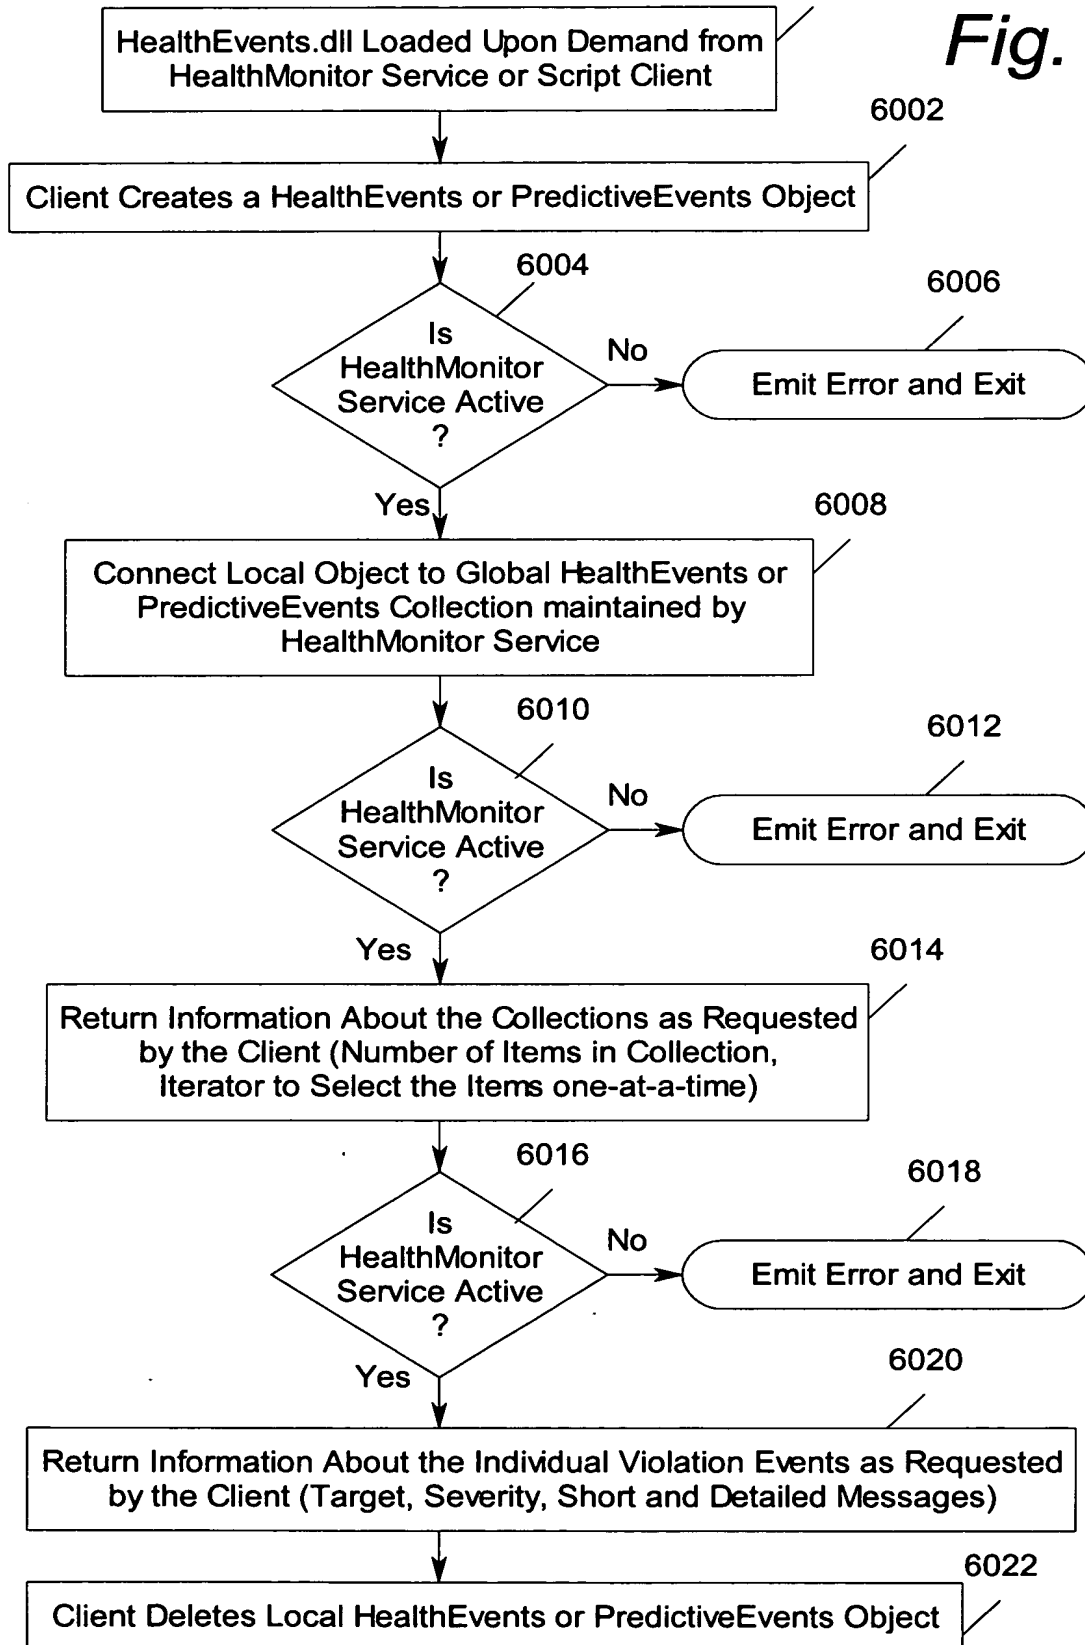 Fig.
HealthEvents.dll Loaded Upon Demand from
HealthMonitor Service or Script Client
6002
Client Creates a HealthEvents or PredictiveEvents Object
6004
Is
HealthMonitor
Service Active
?
No
6006
Emit Error and Exit
Yes
6008
Connect Local Object to Global HealthEvents or
PredictiveEvents Collection maintained by
HealthMonitor Service
6010
Is
HealthMonitor
Service Active
?
No
6012
Emit Error and Exit
Yes
6014
Return Information About the Collections as Requested
by the Client (Number of Items in Collection,
Iterator to Select the Items one-at-a-time)
6016
Is
HealthMonitor
Service Active
?
No
6018
Emit Error and Exit
Yes
6020
Return Information About the Individual Violation Events as Requested
by the Client (Target, Severity, Short and Detailed Messages)
6022
Client Deletes Local HealthEvents or PredictiveEvents Object